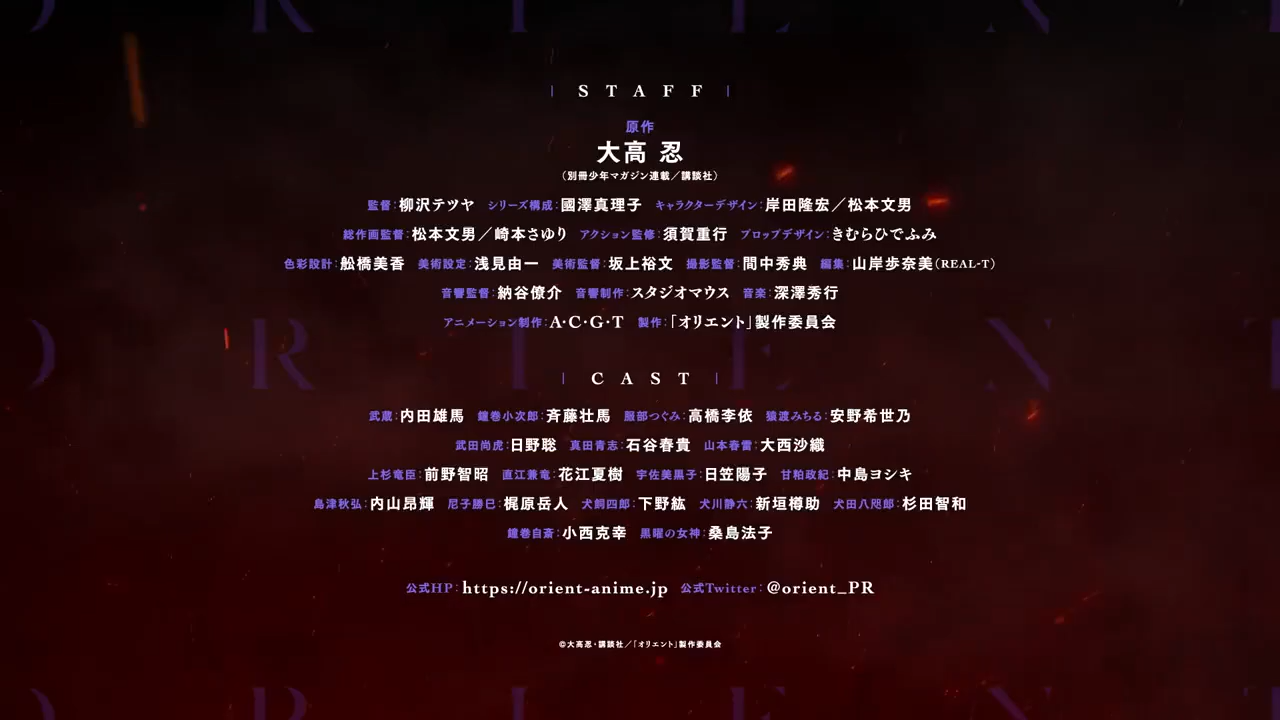 ORIENT
STAFF
原作
大高 忍
（別冊少年マガジン連載／講談社）
監督：柳沢テツヤ シリーズ構成：國澤真理子 キャラクターデザイン：岸田隆宏／松本文男
総作画監督：松本文男／崎本さゆり アクション監修：須賀重行 プロップデザイン：きむらひでふみ
色彩設計：舩橋美香 美術設定：浅見由一 美術監督：坂上裕文 撮影監督：間中秀典 編集：山岸歩奈美（REAL-T）
音響監督：納谷僚介 音響制作：スタジオマウス 音楽：深澤秀行
アニメーション制作：A・C・G・T 製作：「オリエント」製作委員会
ORIENT
CAST
武蔵：内田雄馬 鐘巻小次郎：斉藤壮馬 服部つぐみ：高橋李依 猿渡みちる：安野希世乃
武田尚虎：日野聡 真田青志：石谷春貴 山本春雷：大西沙織
上杉竜臣：前野智昭 直江兼竜：花江夏樹 宇佐美黒子：日笠陽子 甘粕政紀：中島ヨシキ
島津秋弘：内山昂輝 尼子勝巳：梶原岳人 犬飼四郎：下野紘 犬川静六：新垣樽助 犬田八咫郎：杉田智和
鐘巻自斎：小西克幸 黒曜の女神：桑島法子
公式HP：https://orient-anime.jp 公式Twitter：@orient_PR
©大高忍・講談社／「オリエント」製作委員会
ORIENT